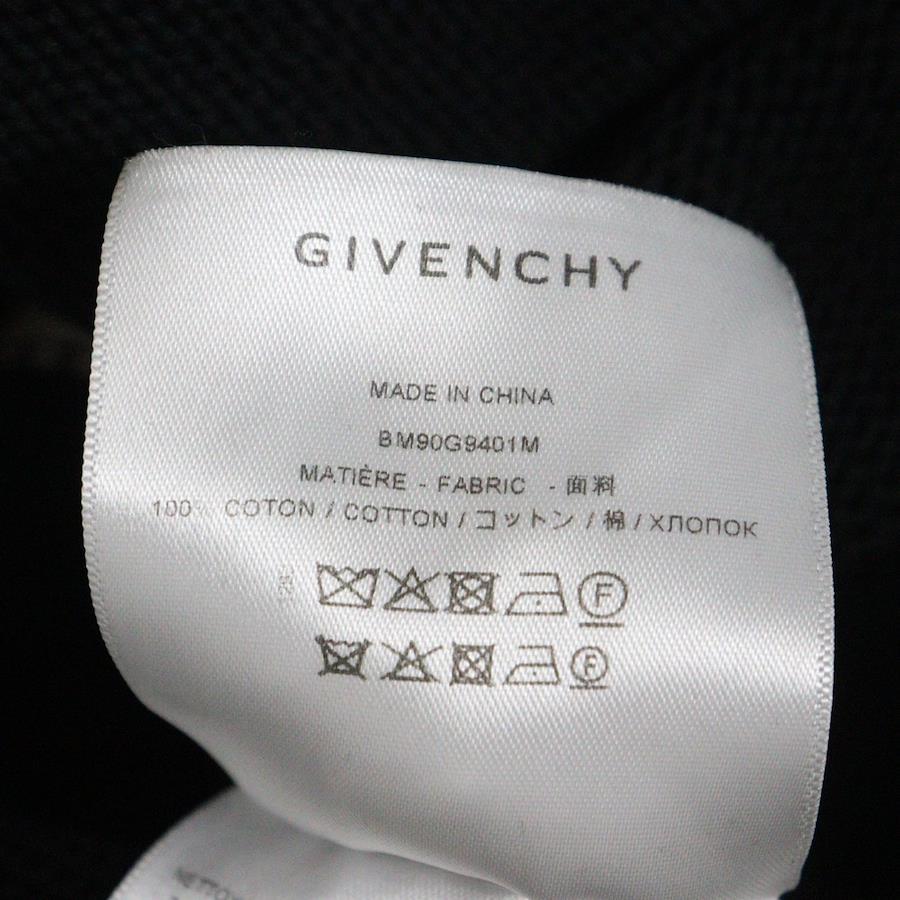 GIVENCHY
MADE IN CHINA
BM90G9401M
MATIÈRE - FABRIC - 面料
100 COTON / COTTON / コットン / 棉 / ХЛОПОК
F
F